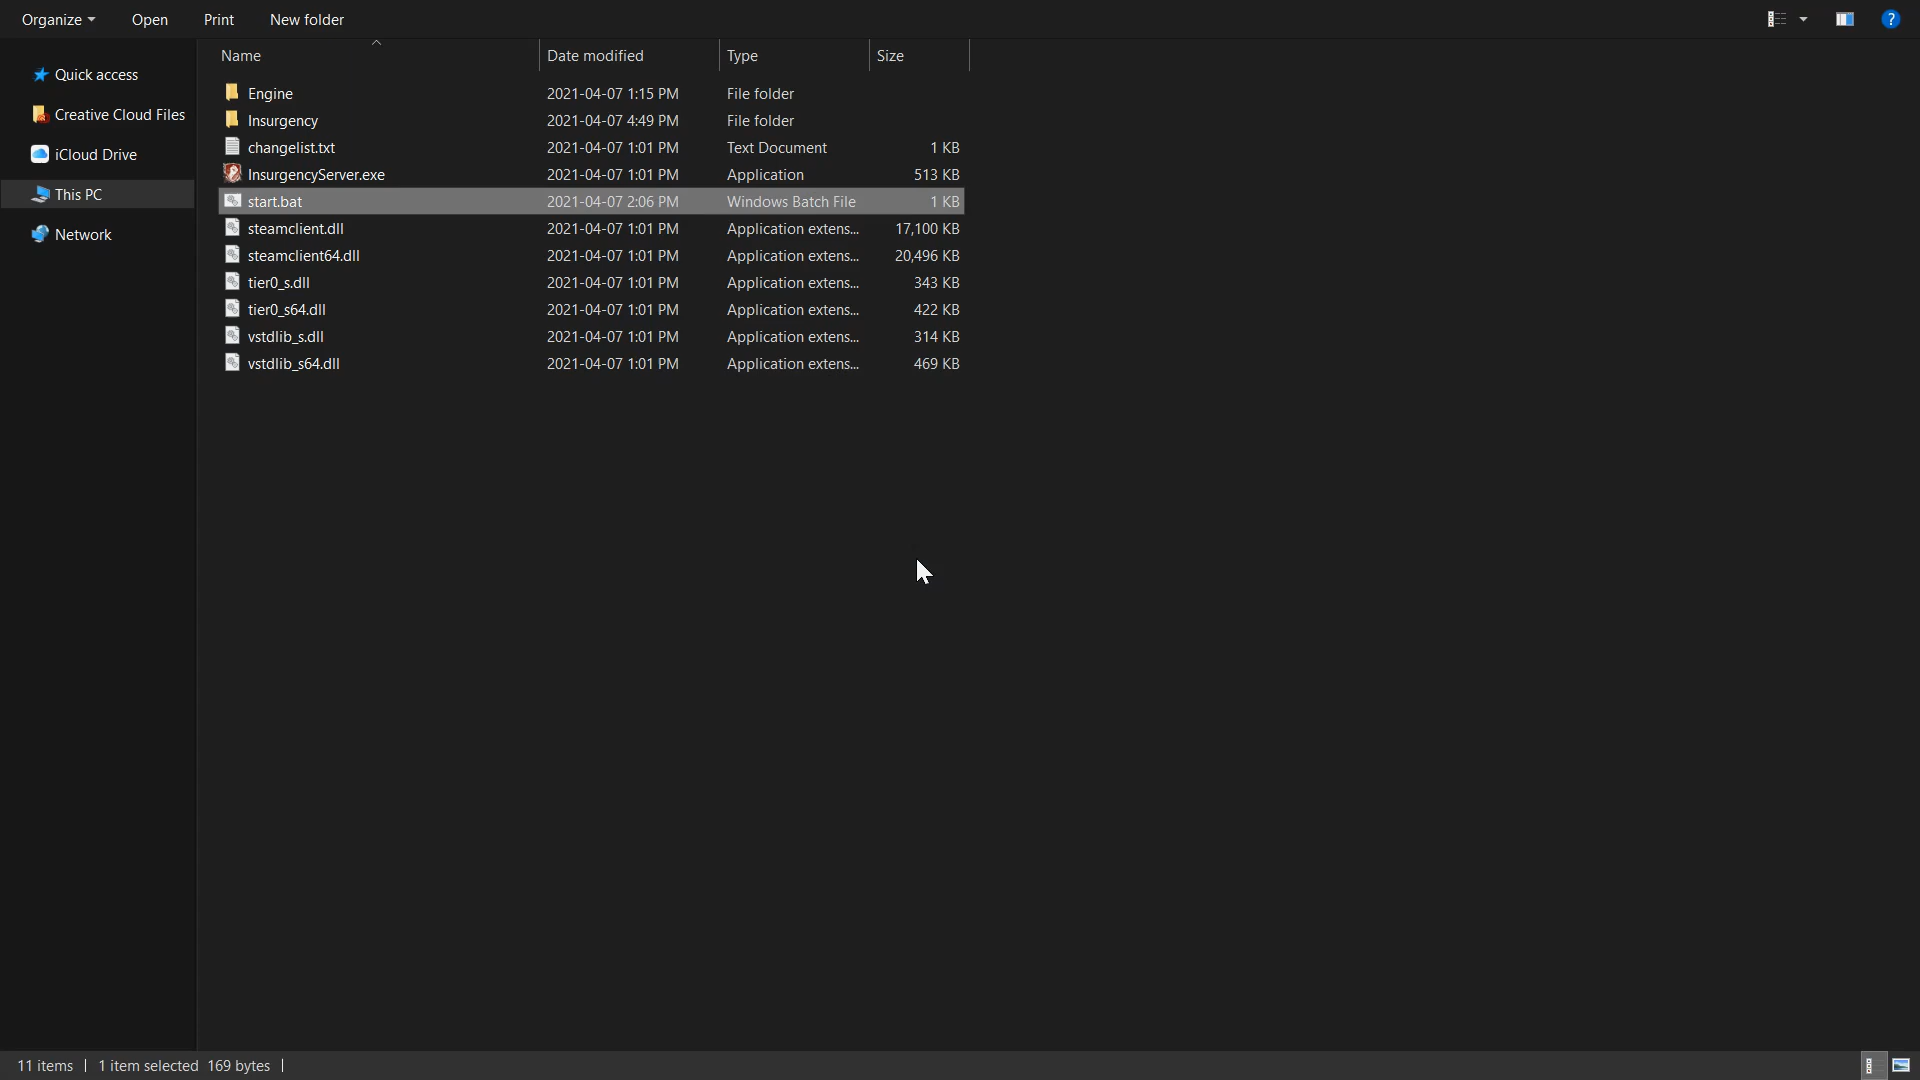 Organize Open Print New folder ?
Name Date modified Type Size
Quick access
Creative Cloud Files
iCloud Drive
This PC
Network
Engine 2021-04-07 1:15 PM File folder
Insurgency 2021-04-07 4:49 PM File folder
changelist.txt 2021-04-07 1:01 PM Text Document 1 KB
InsurgencyServer.exe 2021-04-07 1:01 PM Application 513 KB
start.bat 2021-04-07 2:06 PM Windows Batch File 1 KB
steamclient.dll 2021-04-07 1:01 PM Application extens... 17,100 KB
steamclient64.dll 2021-04-07 1:01 PM Application extens... 20,496 KB
tier0_s.dll 2021-04-07 1:01 PM Application extens... 343 KB
tier0_s64.dll 2021-04-07 1:01 PM Application extens... 422 KB
vstdlib_s.dll 2021-04-07 1:01 PM Application extens... 314 KB
vstdlib_s64.dll 2021-04-07 1:01 PM Application extens... 469 KB
11 items | 1 item selected 169 bytes |